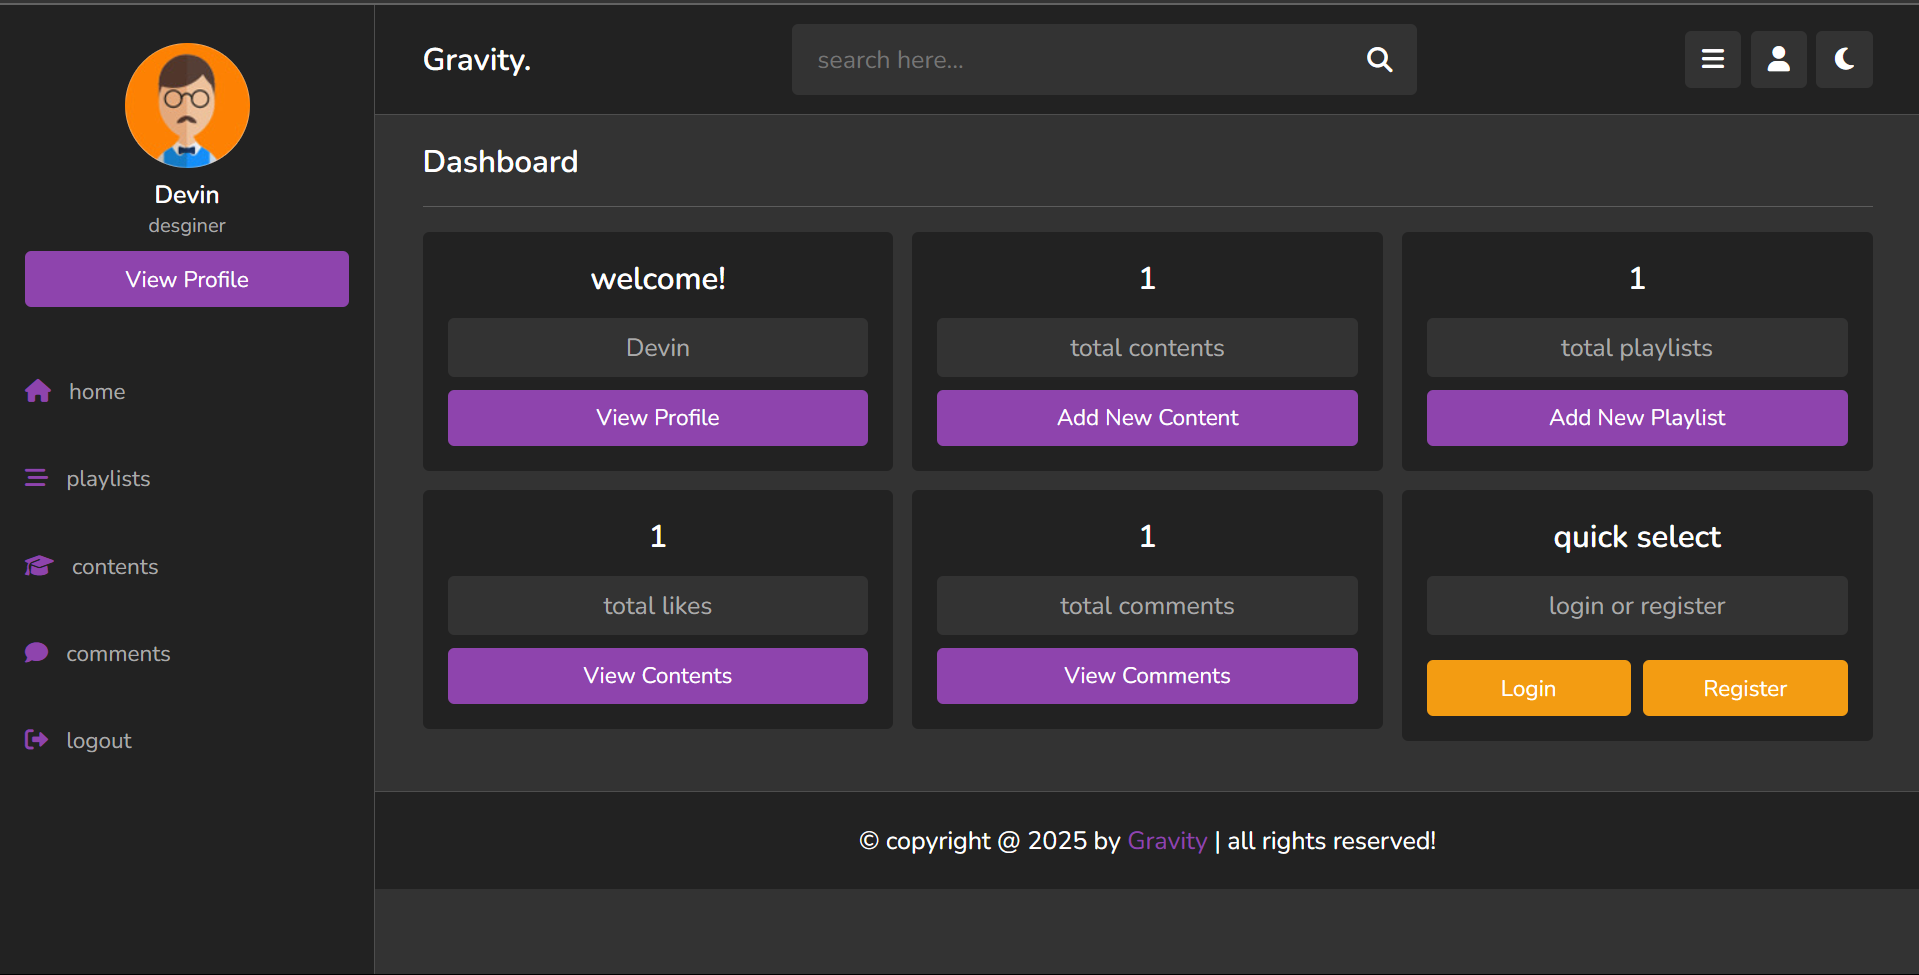 Devin
desginer
View Profile
home
playlists
contents
comments
logout
Gravity.
search here...
Dashboard
welcome!
Devin
View Profile
1
total contents
Add New Content
1
total playlists
Add New Playlist
1
total likes
View Contents
1
total comments
View Comments
quick select
login or register
Login
Register
© copyright @ 2025 by Gravity | all rights reserved!